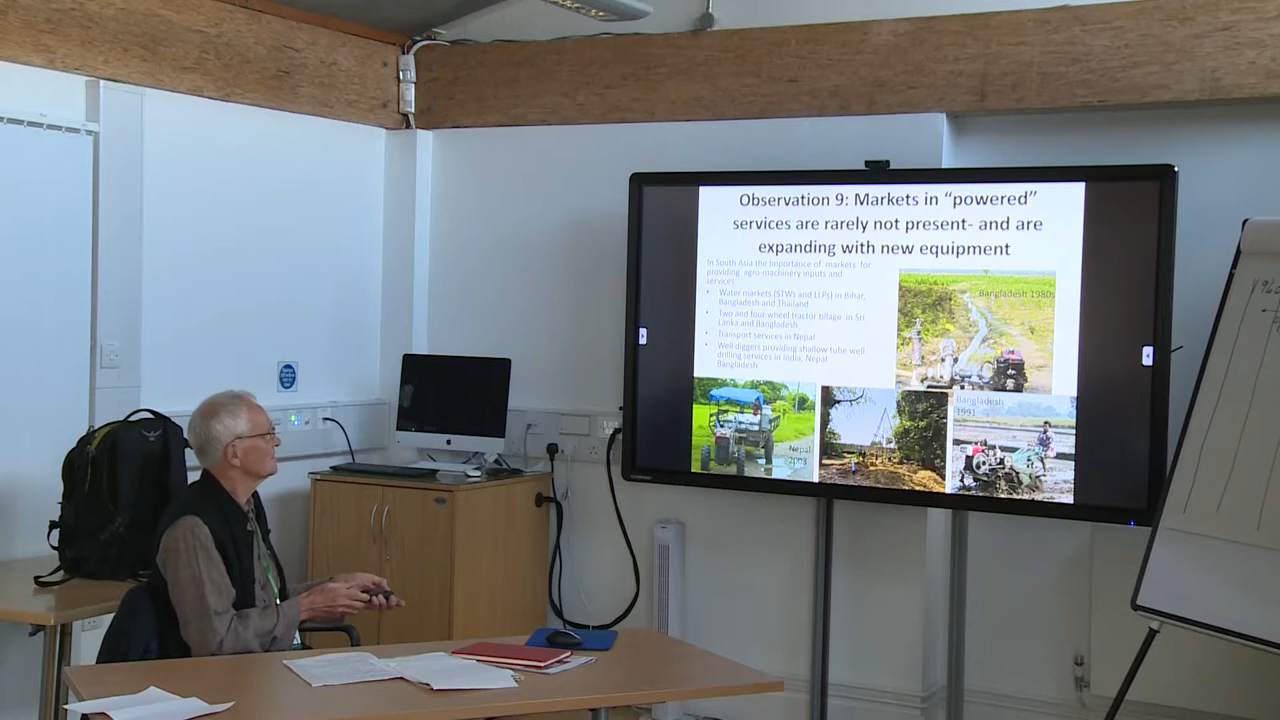 Observation 9: Markets in “powered”
services are rarely not present- and are
expanding with new equipment
In South Asia the Importance of markets for
providing agro-machinery inputs and
services
• Water markets (STWs and LLPs) in Bihar,
Bangladesh and Thailand
• Two and four wheel tractor tillage in Sri
Lanka and Bangladesh
• Transport services in Nepal
• Well diggers providing shallow tube well
drilling services in India, Nepal
Bangladesh
Bangladesh 1980s
Nepal
2003
Bangladesh
1991